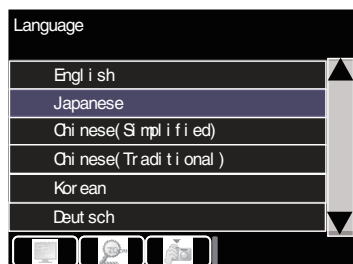 Language
English
Japanese
Chinese(Simplified)
Chinese(Traditional)
Korean
Deutsch